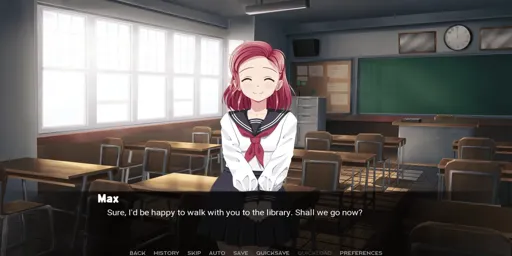 Max
Sure, I'd be happy to walk with you to the library. Shall we go now?
BACK HISTORY SKIP AUTO SAVE QUICKSAVE QUICKLOAD PREFERENCES